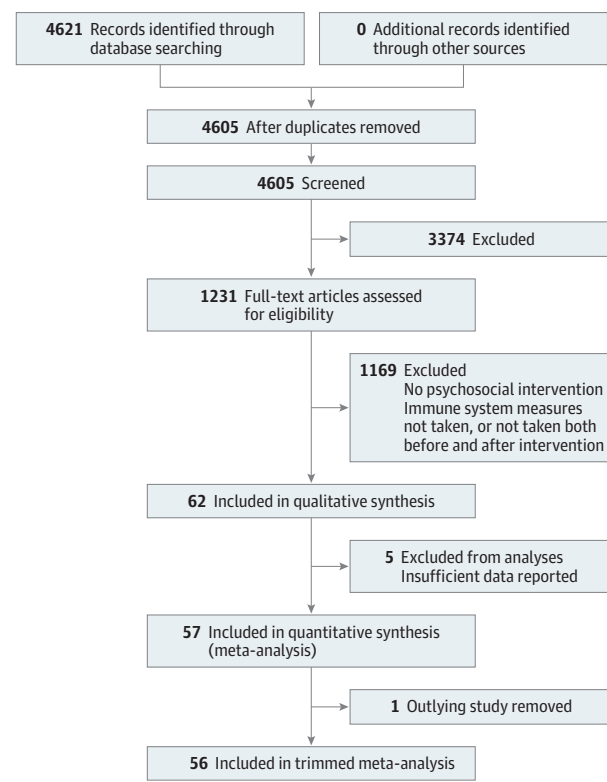 4621 Records identified through
database searching
0 Additional records identified
through other sources
4605 After duplicates removed
4605 Screened
3374 Excluded
1231 Full-text articles assessed
for eligibility
1169 Excluded
No psychosocial intervention
Immune system measures
not taken, or not taken both
before and after intervention
62 Included in qualitative synthesis
5 Excluded from analyses
Insufficient data reported
57 Included in quantitative synthesis
(meta-analysis)
1 Outlying study removed
56 Included in trimmed meta-analysis